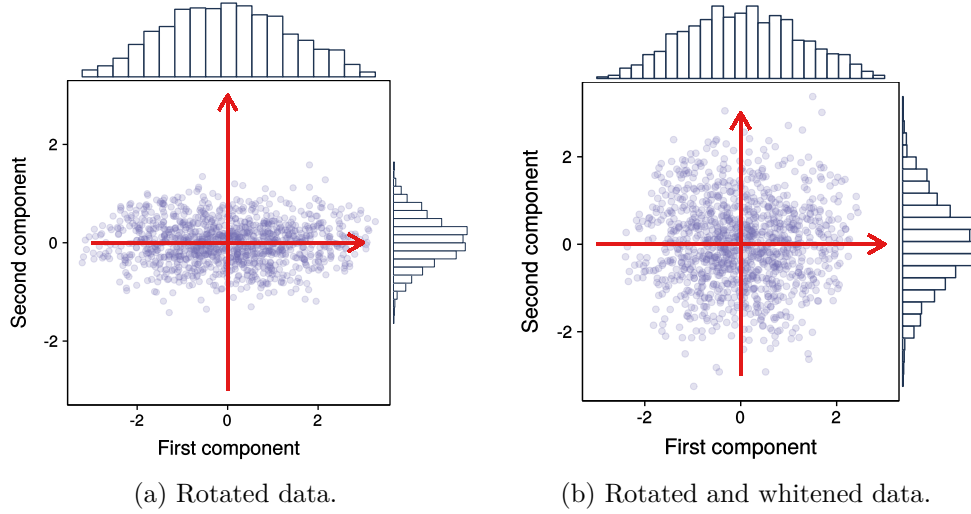 Second component
2
0
-2
-2
0
2
First component
(a) Rotated data.
Second component
2
0
-2
-2
0
2
First component
(b) Rotated and whitened data.